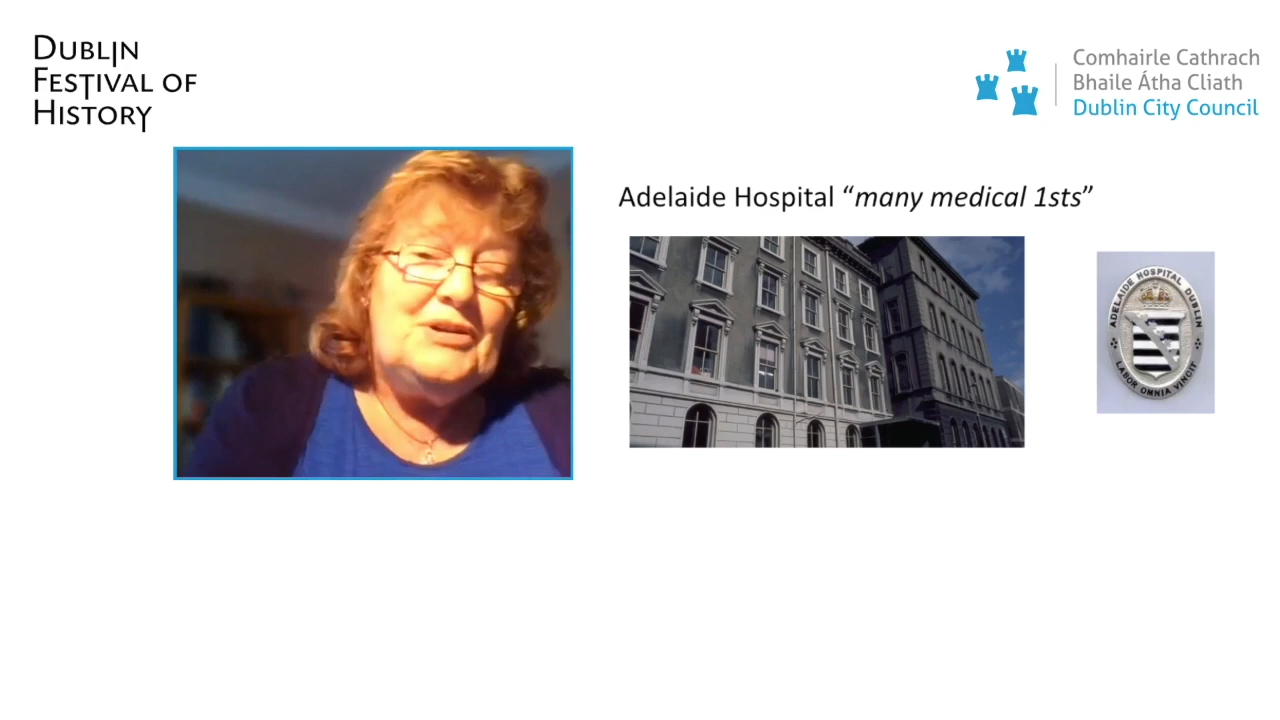 DUBLIN
FESTIVAL OF
HISTORY
Comhairle Cathrach
Bhaile Átha Cliath
Dublin City Council
Adelaide Hospital “many medical 1sts”
ADELAIDE HOSPITAL DUBLIN
LABOR OMNIA VINCIT